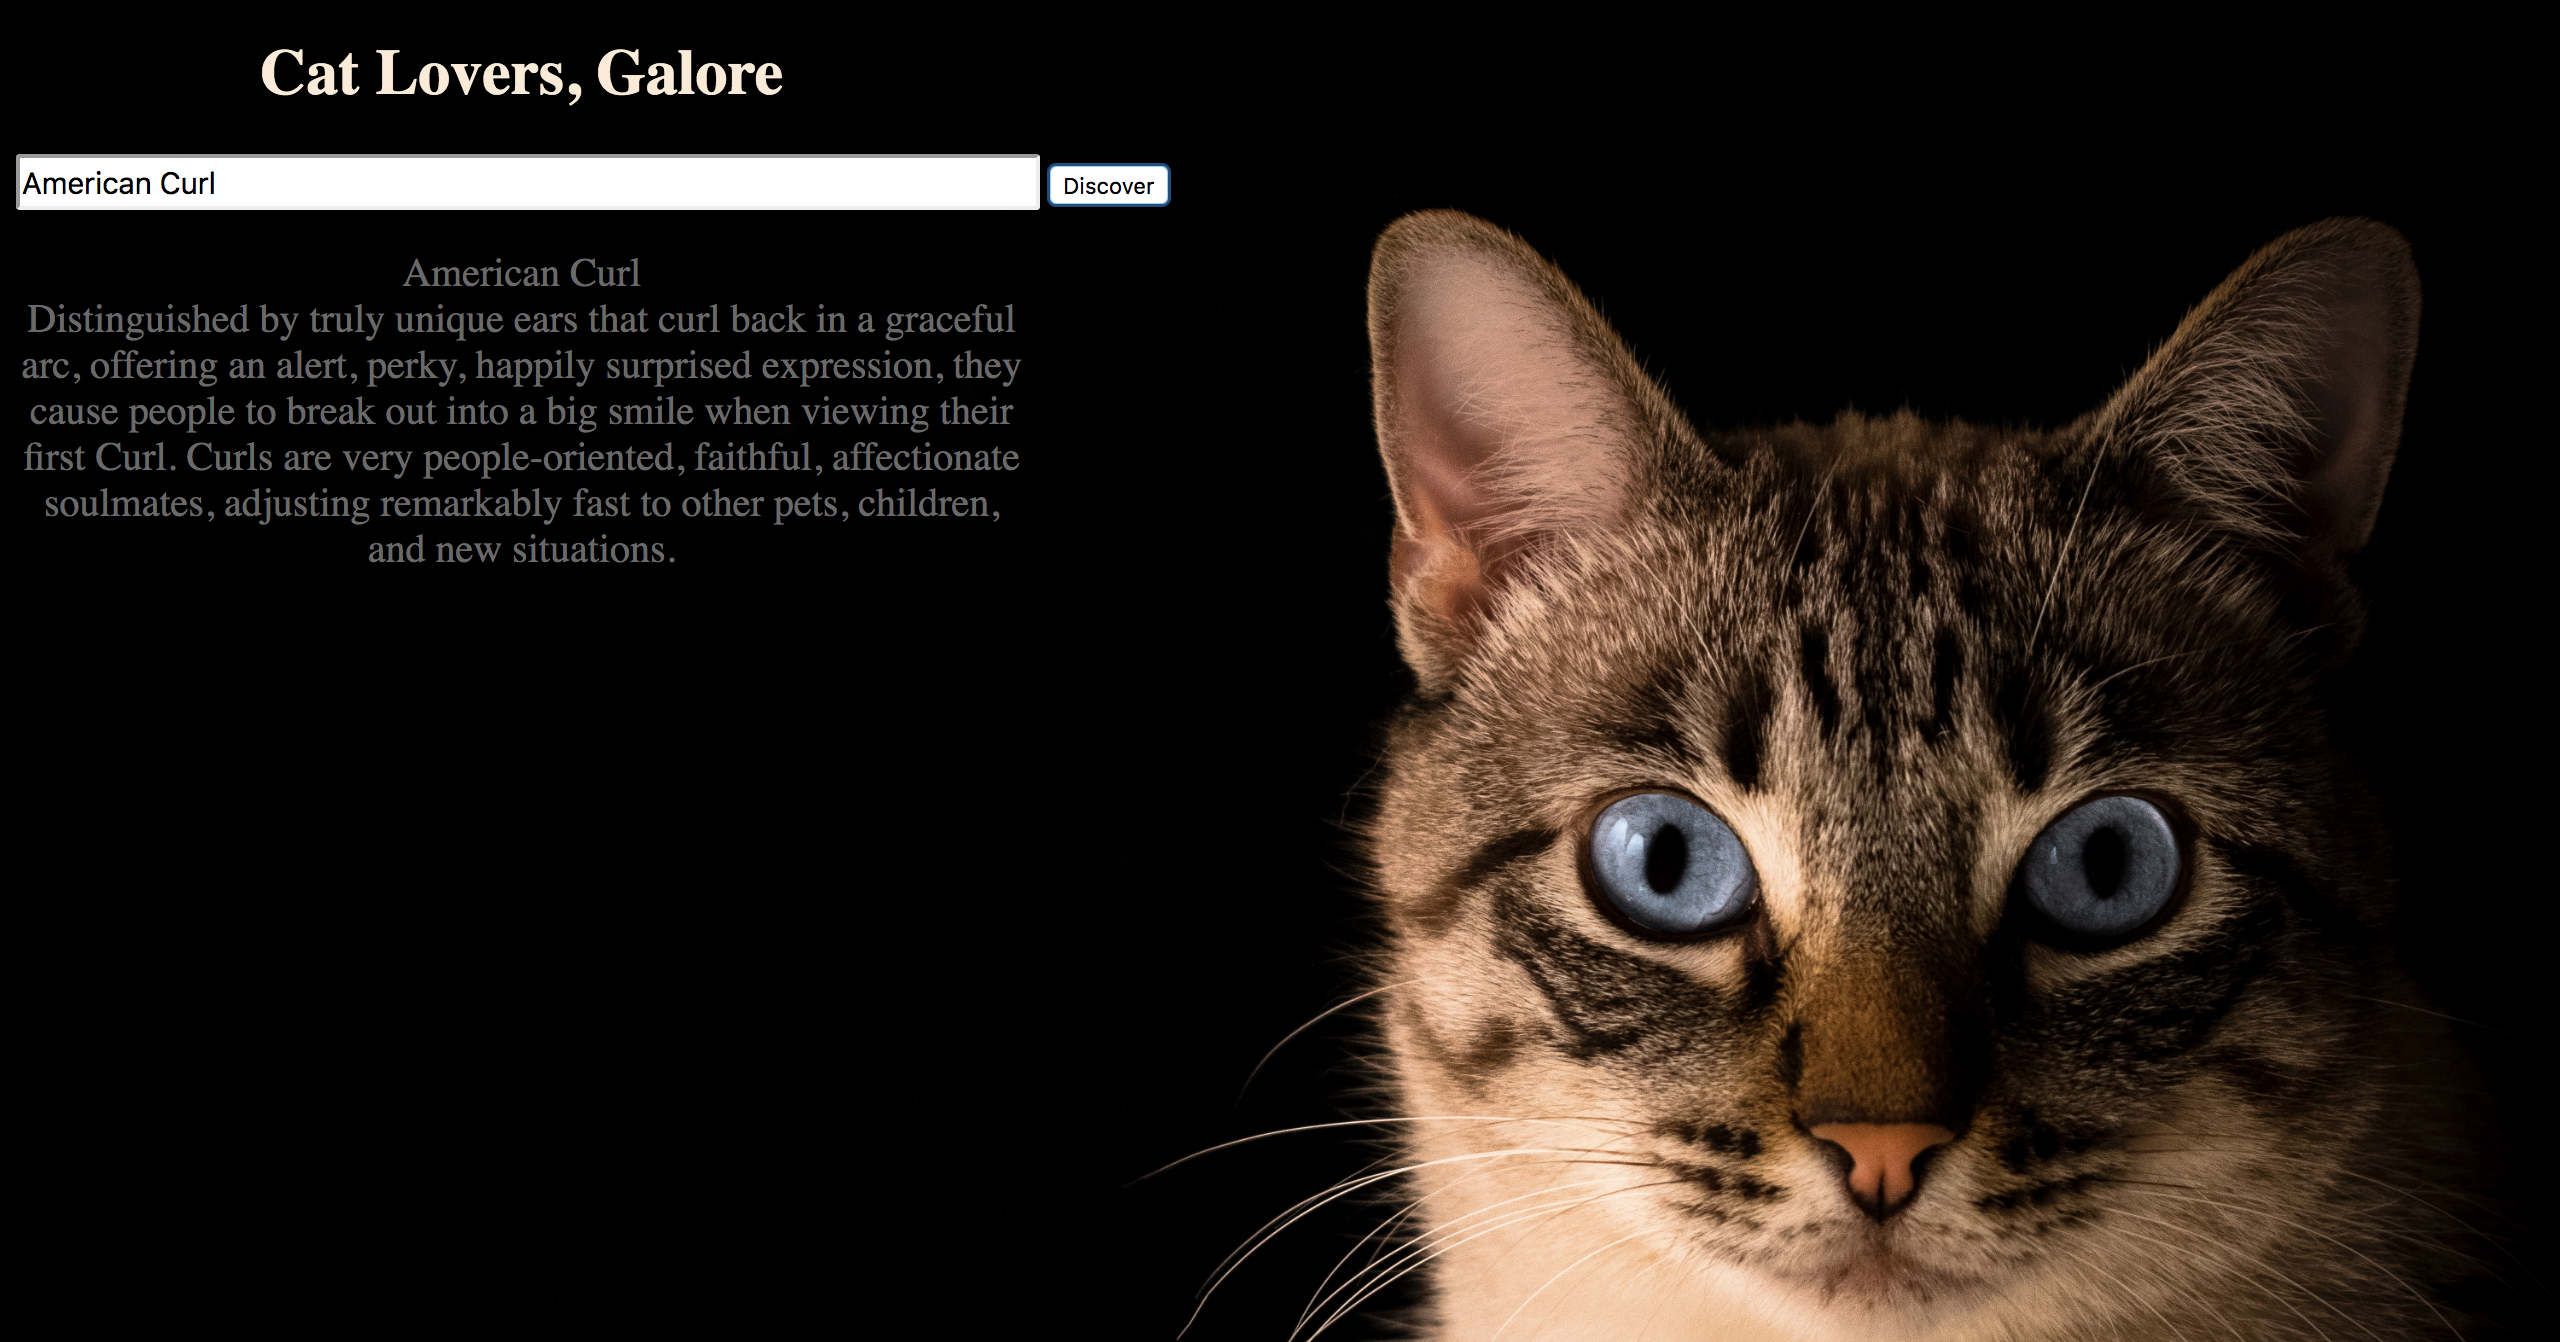 Cat Lovers, Galore
American Curl
Discover
American Curl
Distinguished by truly unique ears that curl back in a graceful
arc, offering an alert, perky, happily surprised expression, they
cause people to break out into a big smile when viewing their
first Curl. Curls are very people-oriented, faithful, affectionate
soulmates, adjusting remarkably fast to other pets, children,
and new situations.